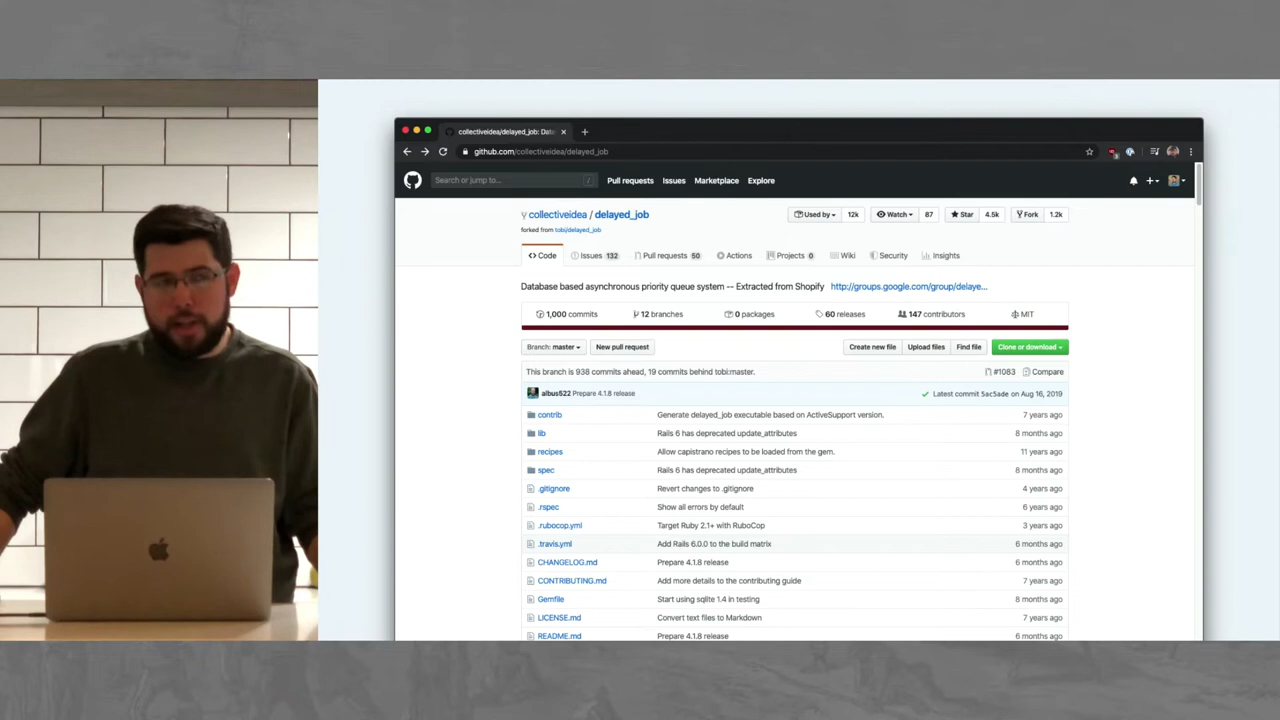 collectiveidea/delayed_job: Data
github.com/collectiveidea/delayed_job
Search or jump to... / Pull requests Issues Marketplace Explore
collectiveidea / delayed_job Used by 12k Watch 87 Star 4.5k Fork 1.2k
forked from tobi/delayed_job
Code Issues 132 Pull requests 50 Actions Projects 0 Wiki Security Insights
Database based asynchronous priority queue system -- Extracted from Shopify http://groups.google.com/group/delaye...
1,000 commits 12 branches 0 packages 60 releases 147 contributors MIT
Branch: master New pull request Create new file Upload files Find file Clone or download
This branch is 938 commits ahead, 19 commits behind tobi:master. #1083 Compare
albus522 Prepare 4.1.8 release Latest commit 5ac5ade on Aug 16, 2019
contrib Generate delayed_job executable based on ActiveSupport version. 7 years ago
lib Rails 6 has deprecated update_attributes 8 months ago
recipes Allow capistrano recipes to be loaded from the gem. 11 years ago
spec Rails 6 has deprecated update_attributes 8 months ago
.gitignore Revert changes to .gitignore 4 years ago
.rspec Show all errors by default 6 years ago
.rubocop.yml Target Ruby 2.1+ with RuboCop 3 years ago
.travis.yml Add Rails 6.0.0 to the build matrix 6 months ago
CHANGELOG.md Prepare 4.1.8 release 6 months ago
CONTRIBUTING.md Add more details to the contributing guide 7 years ago
Gemfile Start using sqlite 1.4 in testing 8 months ago
LICENSE.md Convert text files to Markdown 7 years ago
README.md Prepare 4.1.8 release 6 months ago